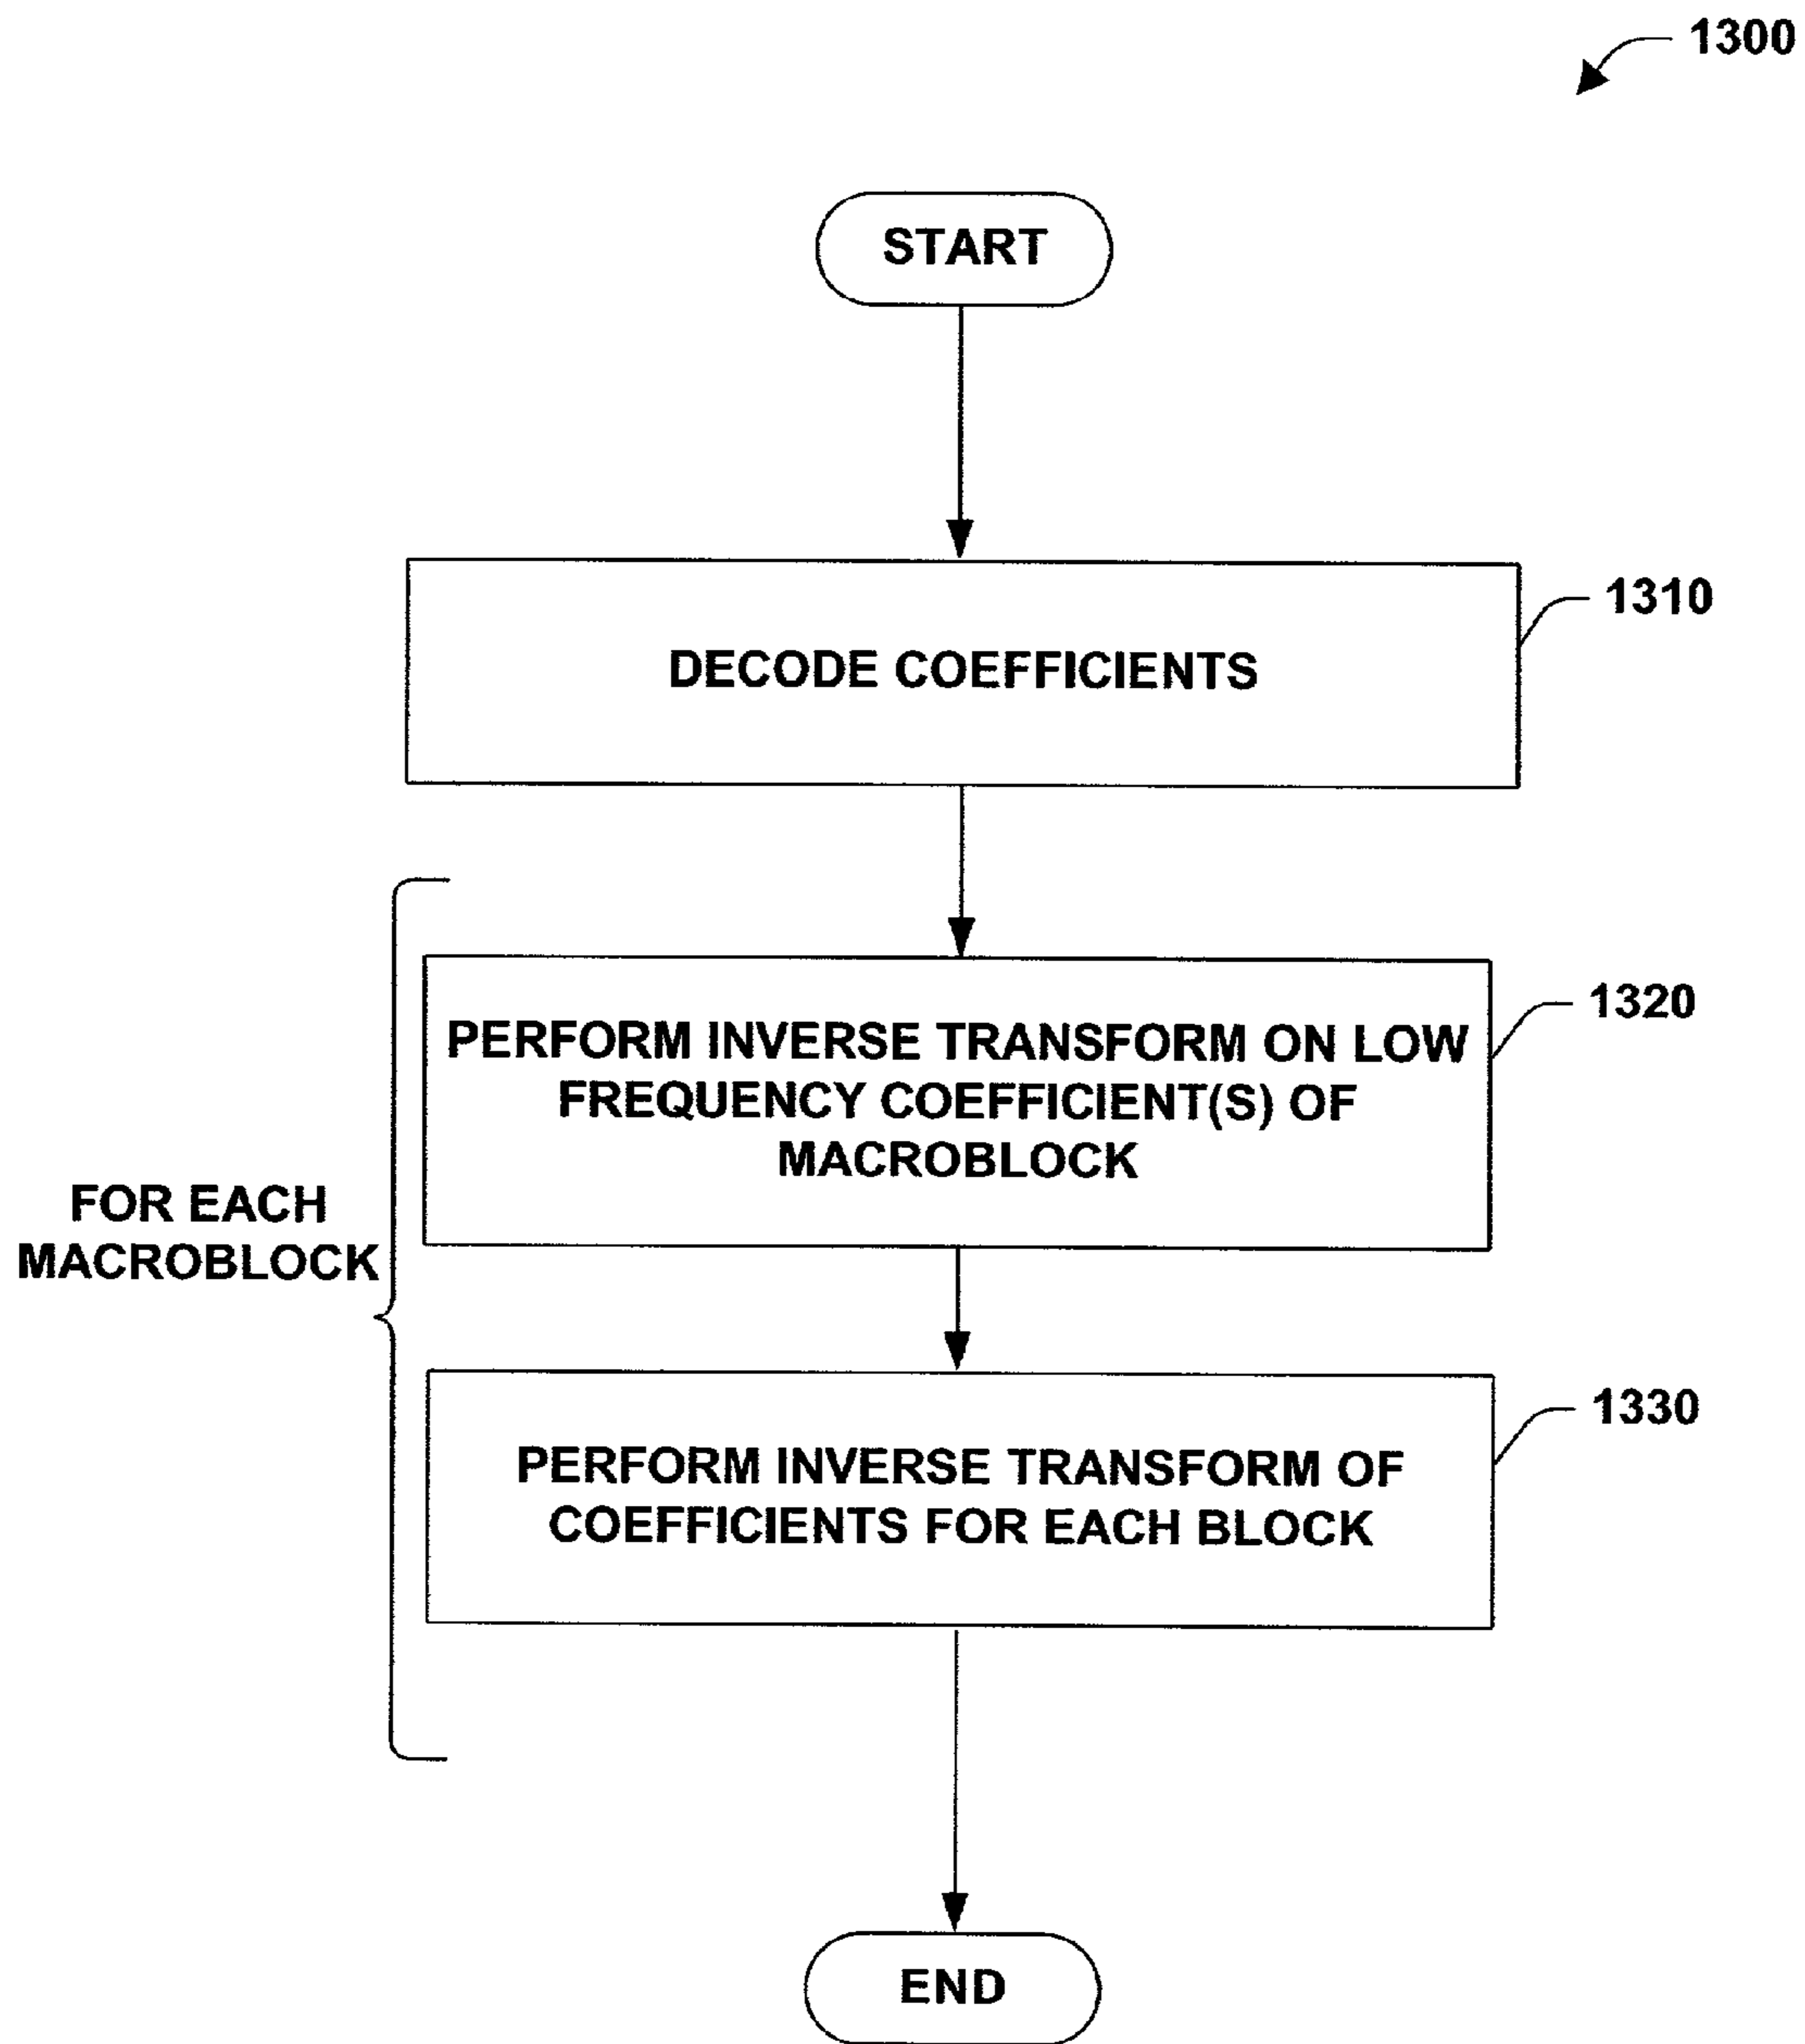 1300
START
1310
DECODE COEFFICIENTS
1320
PERFORM INVERSE TRANSFORM ON LOW
FREQUENCY COEFFICIENT(S) OF
MACROBLOCK
FOR EACH
MACROBLOCK
1330
PERFORM INVERSE TRANSFORM OF
COEFFICIENTS FOR EACH BLOCK
END